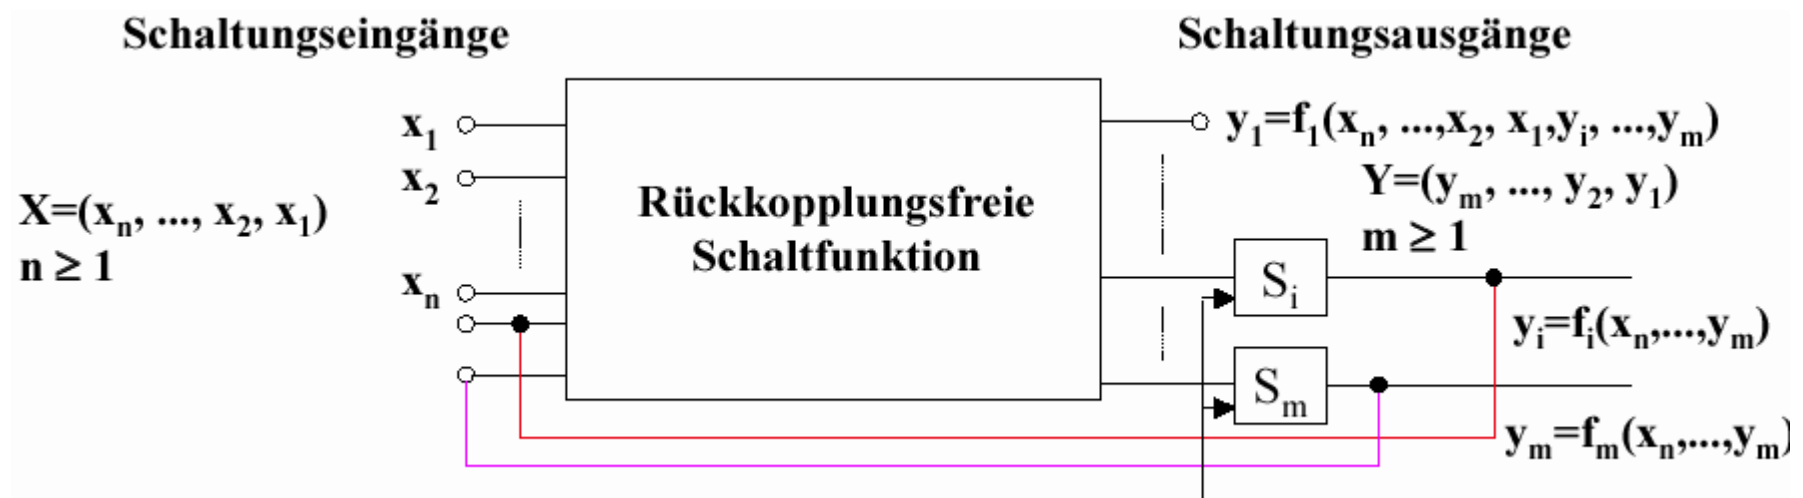 Schaltungseingänge
Schaltungsausgänge
x₁
y₁=f₁(xₙ, ...,x₂, x₁,yᵢ, ...,yₘ)
x₂
Y=(yₘ, ..., y₂, y₁)
X=(xₙ, ..., x₂, x₁)
m ≥ 1
n ≥ 1
Rückkopplungsfreie
Schaltfunktion
xₙ
Sᵢ
yᵢ=fᵢ(xₙ,...,yₘ)
Sₘ
yₘ=fₘ(xₙ,...,yₘ)